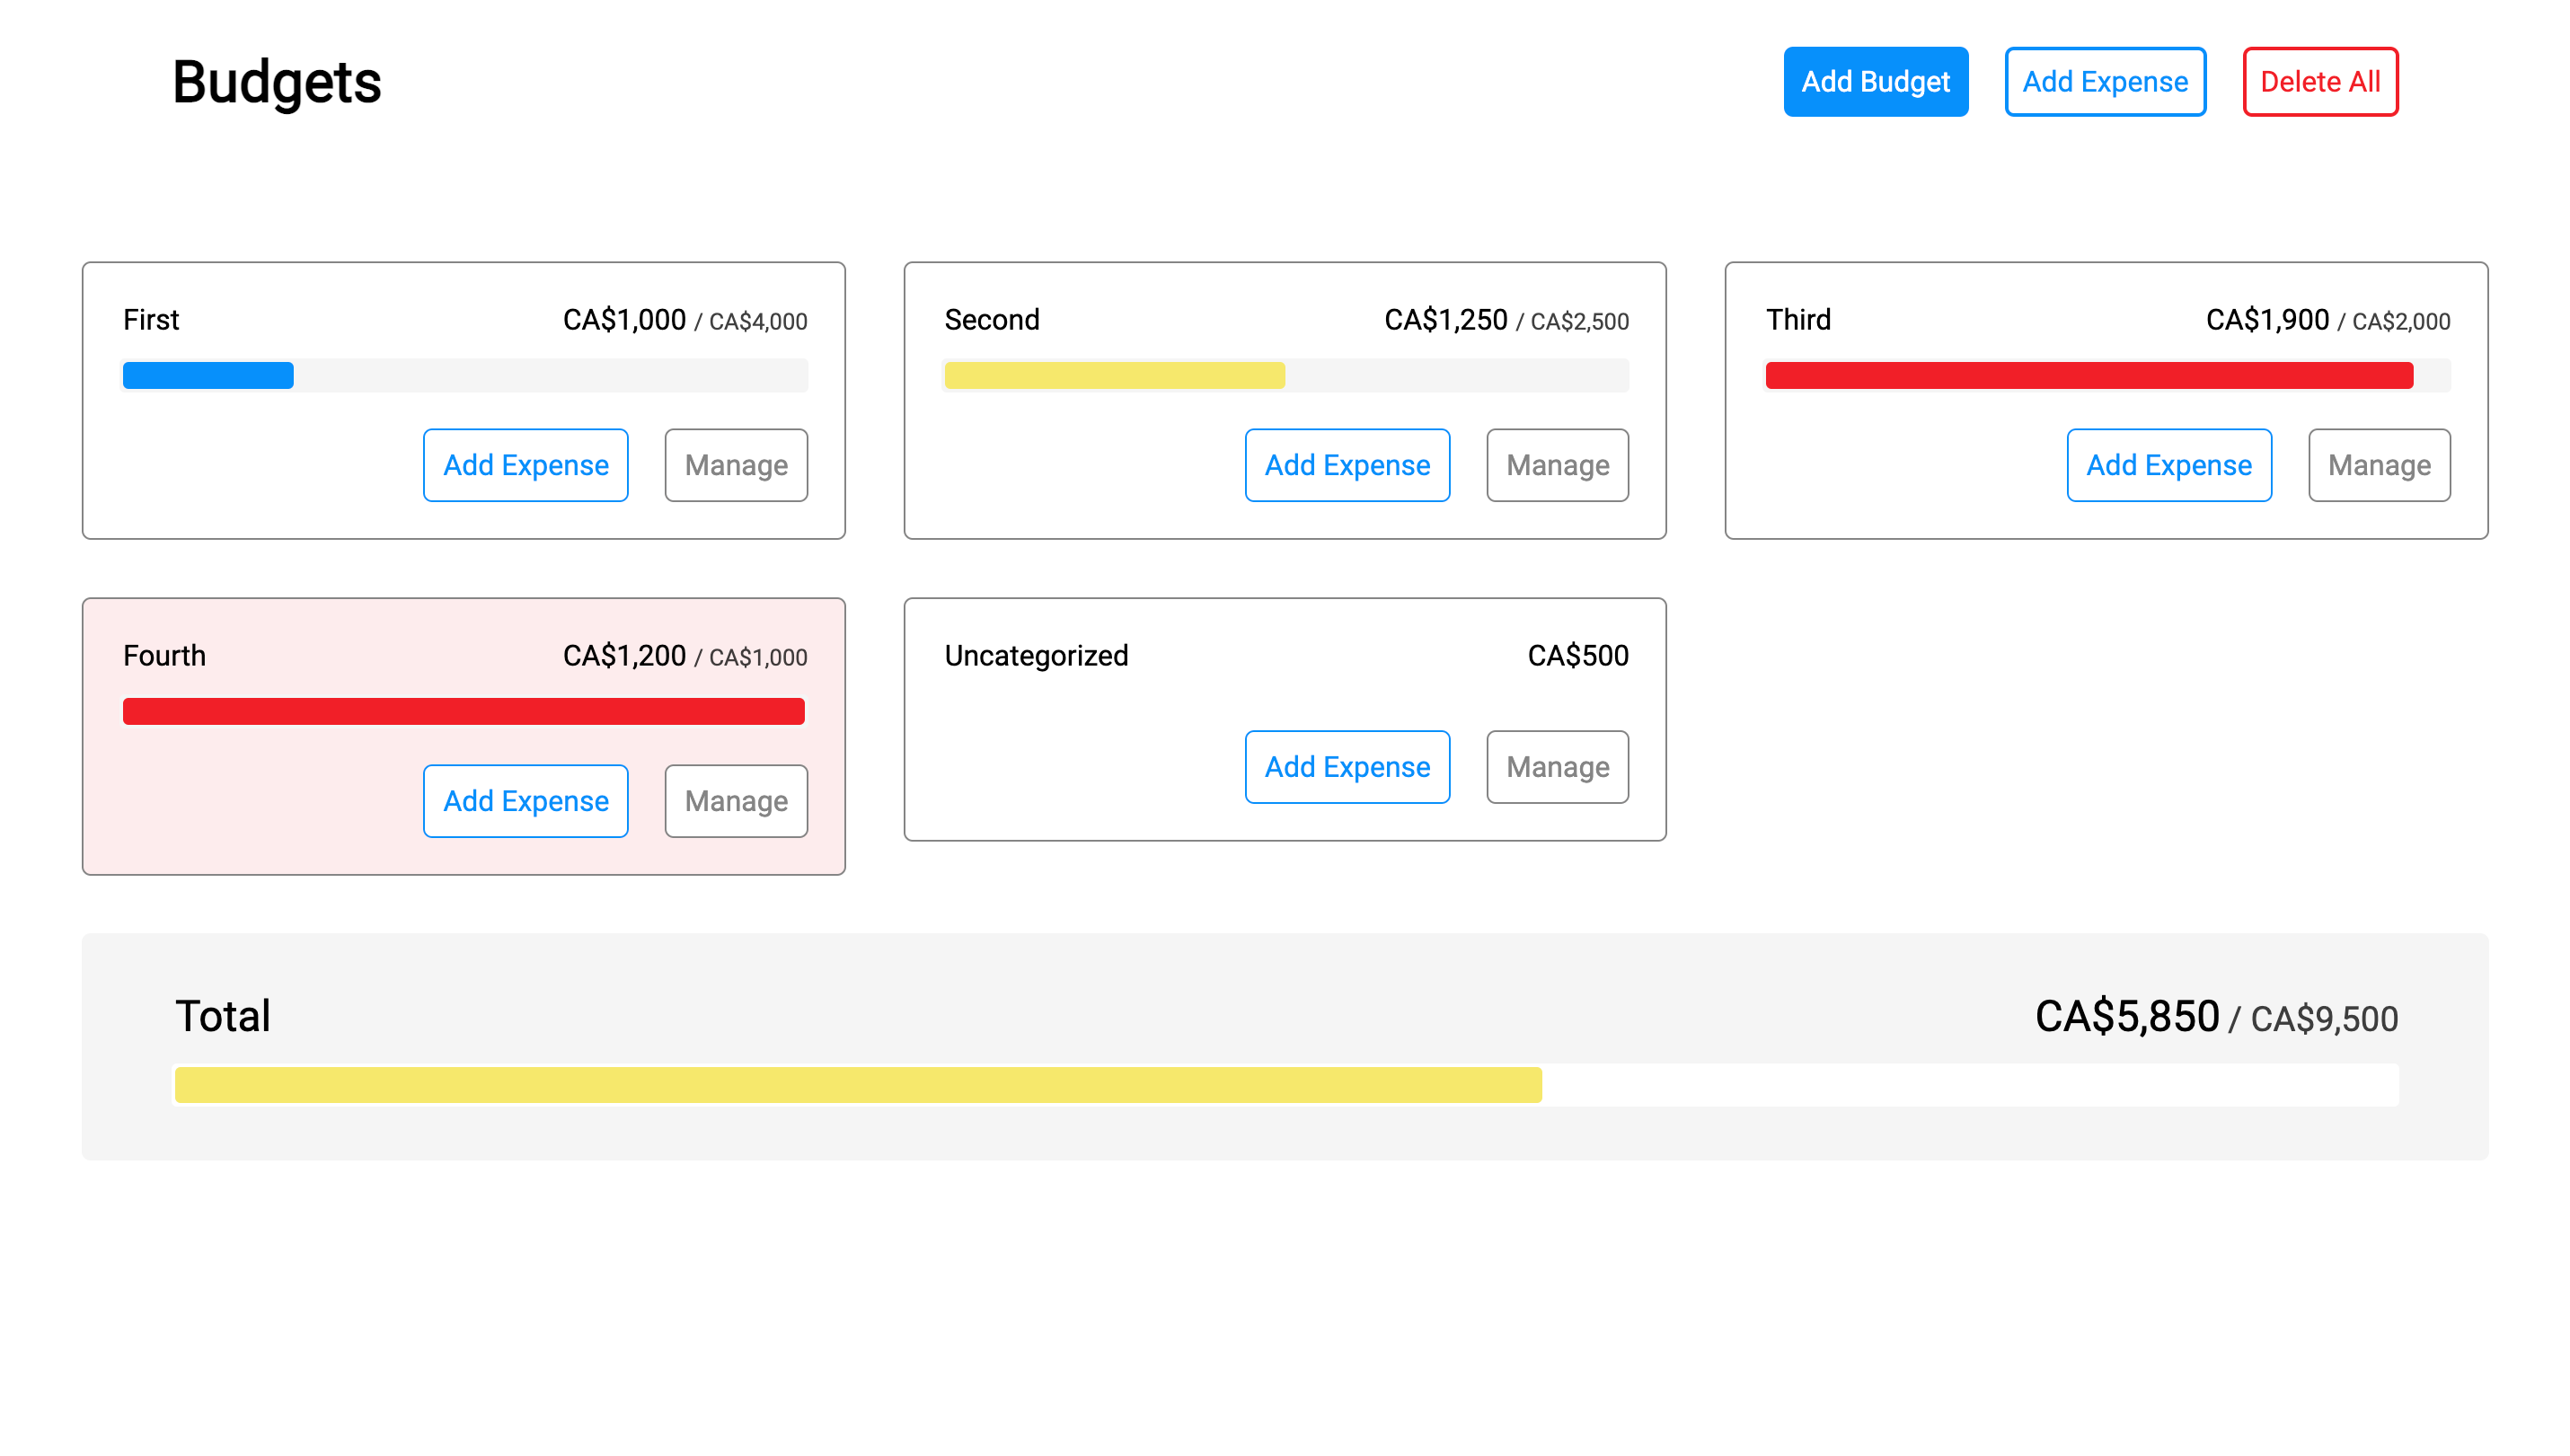 Budgets
Add Budget
Add Expense
Delete All
First
CA$1,000 / CA$4,000
Add Expense
Manage
Second
CA$1,250 / CA$2,500
Add Expense
Manage
Third
CA$1,900 / CA$2,000
Add Expense
Manage
Fourth
CA$1,200 / CA$1,000
Add Expense
Manage
Uncategorized
CA$500
Add Expense
Manage
Total
CA$5,850 / CA$9,500